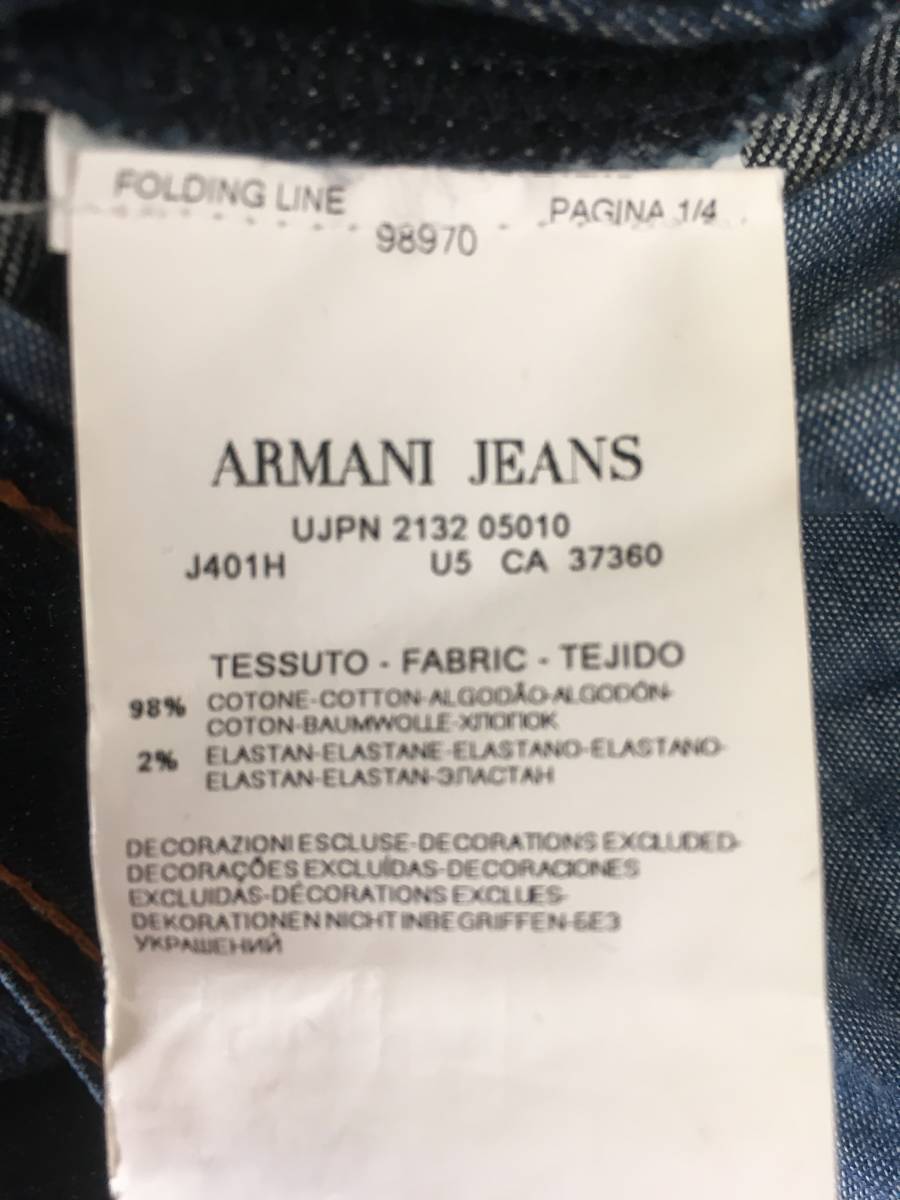 FOLDING LINE
PAGINA 1/4
98970
ARMANI JEANS
UJPN 2132 05010
J401H U5 CA 37360
TESSUTO - FABRIC - TEJIDO
98% COTONE-COTTON-ALGODÃO-ALGODÓN-
COTON-BAUMWOLLE-ХЛОПОК
2% ELASTAN-ELASTANE-ELASTANO-ELASTANO-
ELASTAN-ELASTAN-ЭЛАСТАН
DECORAZIONI ESCLUSE-DECORATIONS EXCLUDED-
DECORAÇÕES EXCLUÍDAS-DECORACIONES
EXCLUIDAS-DÉCORATIONS EXCLUES-
DEKORATIONEN NICHT INBEGRIFFEN-БЕЗ
УКРАШЕНИЙ